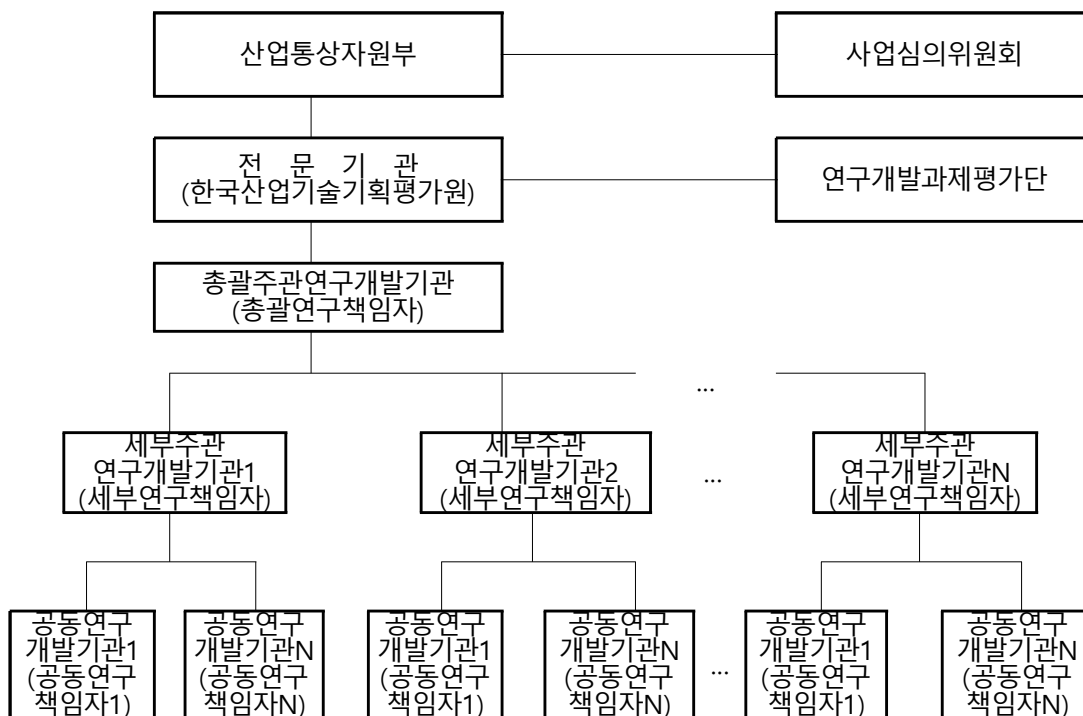 산업통상자원부
사업심의위원회
전 문 기 관
(한국산업기술기획평가원)
연구개발과제평가단
총괄주관연구개발기관
(총괄연구책임자)
...
세부주관
연구개발기관1
(세부연구책임자)
세부주관
연구개발기관2
(세부연구책임자)
...
세부주관
연구개발기관N
(세부연구책임자)
공동연구
개발기관1
(공동연구
책임자1)
공동연구
개발기관N
(공동연구
책임자N)
공동연구
개발기관1
(공동연구
책임자1)
공동연구
개발기관N
(공동연구
책임자N)
...
공동연구
개발기관1
(공동연구
책임자1)
공동연구
개발기관N
(공동연구
책임자N)